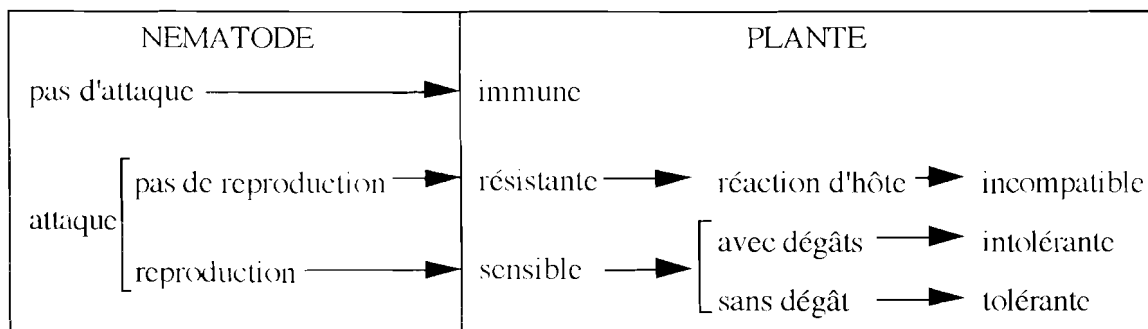 NEMATODE PLANTE
pas d'attaque immune
pas de reproduction résistante réaction d'hôte incompatible
attaque avec dégâts intolérante
reproduction sensible
sans dégât tolérante